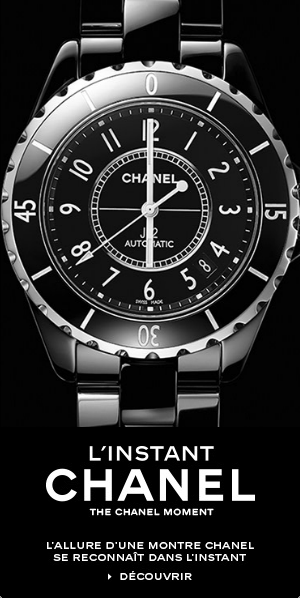 0
12
11
1
10
CHANEL
2
45
9
3
15
J12
AUTOMATIC
8
4
8
7
5
6
SWISS MADE
30
L'INSTANT
CHANEL
THE CHANEL MOMENT
L'ALLURE D'UNE MONTRE CHANEL
SE RECONNAÎT DANS L'INSTANT
DÉCOUVRIR